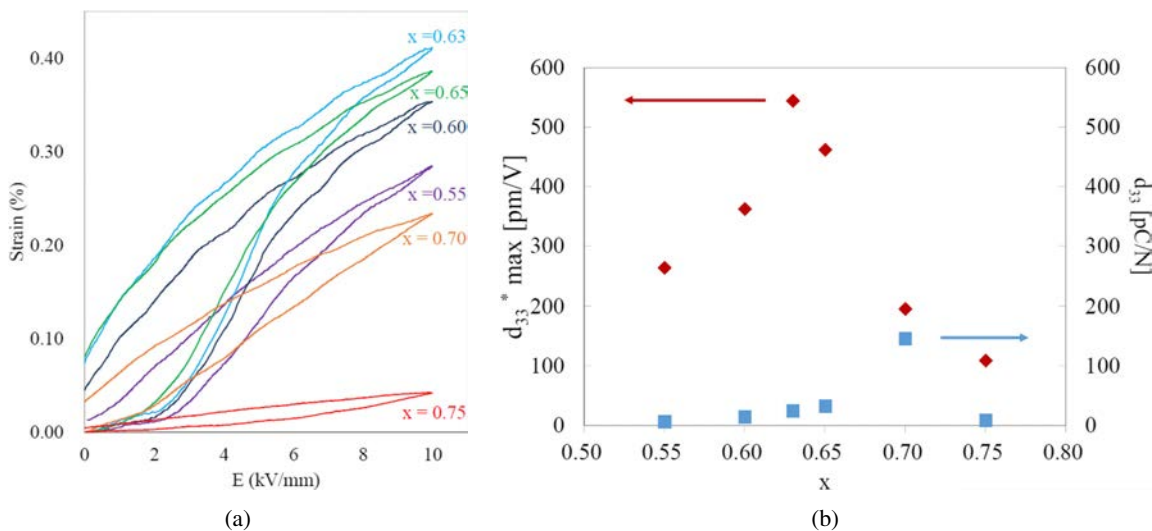 0.40
0.30
0.20
0.10
0.00
Strain (%)
x =0.63
x =0.65
x =0.60
x =0.55
x = 0.70
x = 0.75
0 2 4 6 8 10
E (kV/mm)
(a)
600 600
500 500
400 400
300 300
200 200
100 100
0 0
d33* max [pm/V]
d33 [pC/N]
0.50 0.55 0.60 0.65 0.70 0.75 0.80
x
(b)